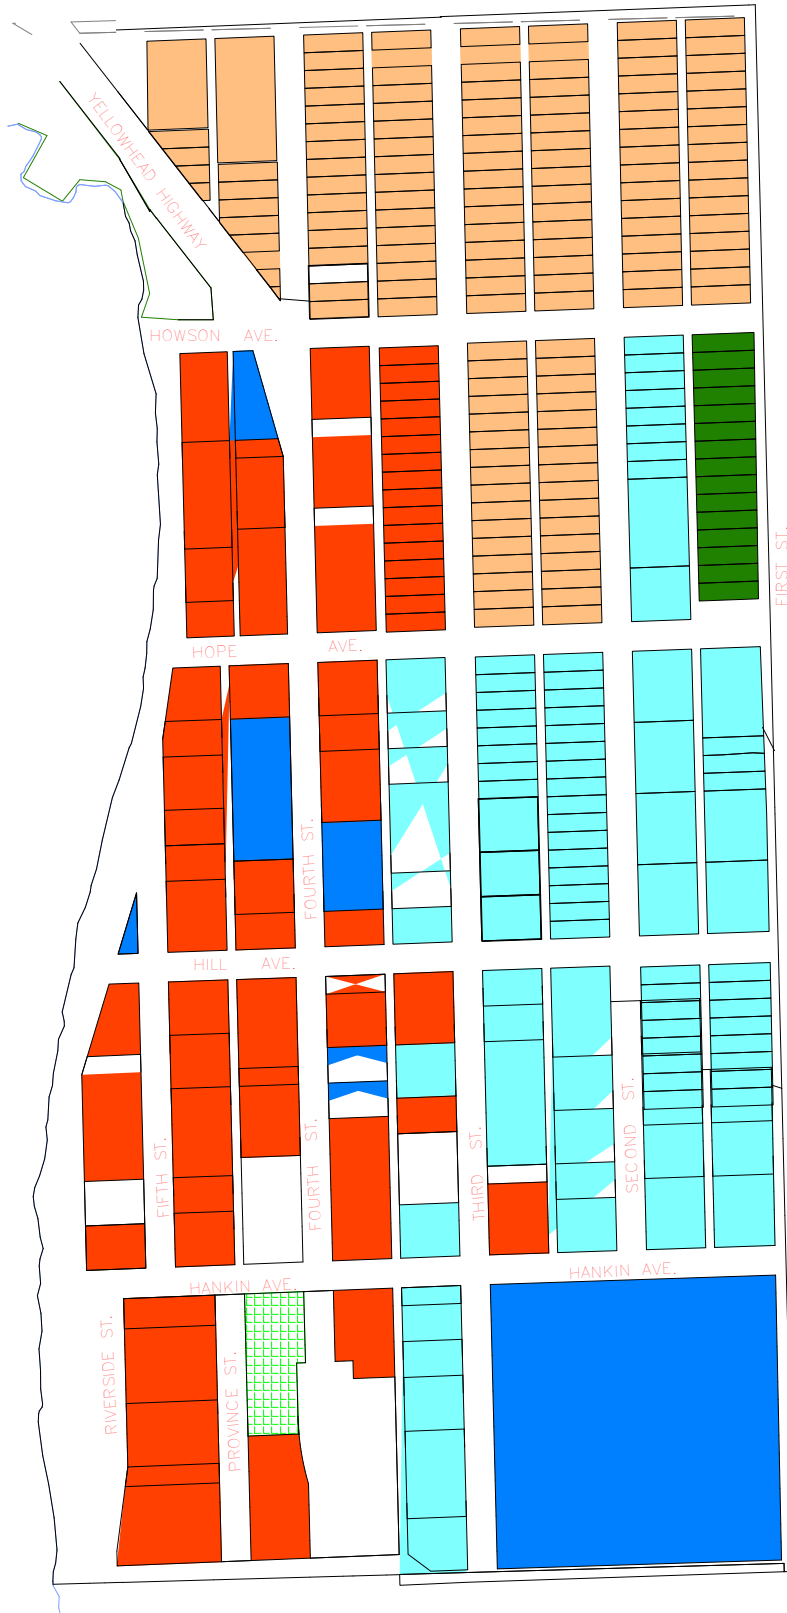 YELLOWHEAD HIGHWAY
HOWSON AVE.
FIRST ST.
HOPE AVE.
FOURTH ST.
HILL AVE.
FIFTH ST.
FOURTH ST.
THIRD ST.
SECOND ST.
HANKIN AVE.
HANKIN AVE.
RIVERSIDE ST.
PROVINCE ST.